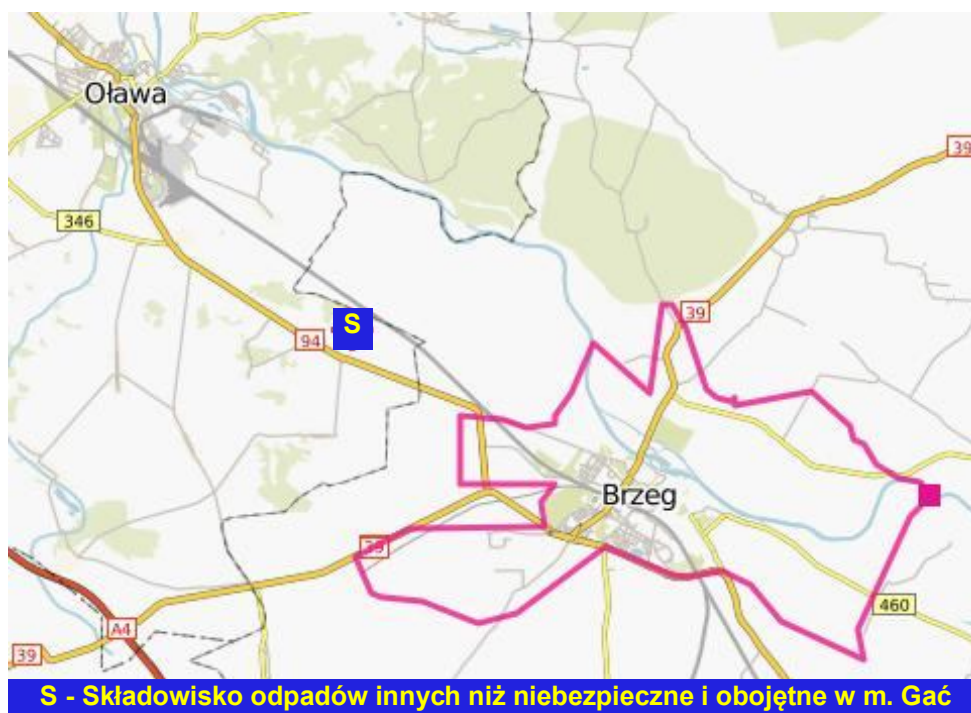 Oława
39
346
S
94
39
Brzeg
39
460
A4
39
S - Składowisko odpadów innych niż niebezpieczne i obojętne w m. Gać